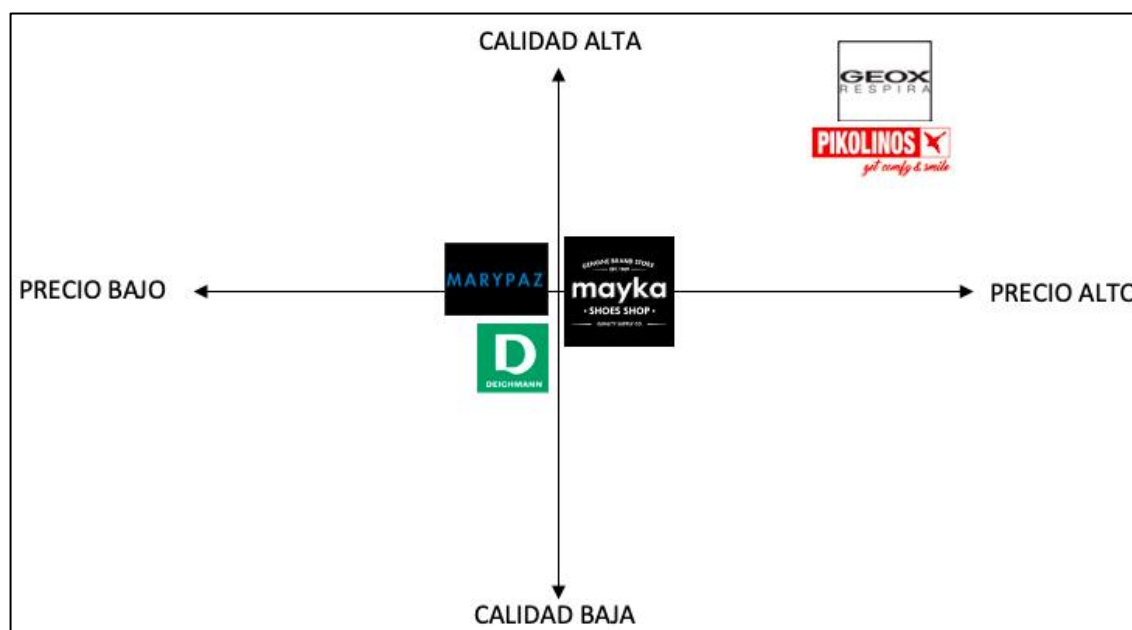 CALIDAD ALTA
GEOX
RESPIRA
PIKOLINOS
get comfy & smile
MARYPAZ
GENUINE BRAND STORE
mayka
• SHOES SHOP •
PRECIO BAJO
PRECIO ALTO
D
DEICHMANN
CALIDAD BAJA